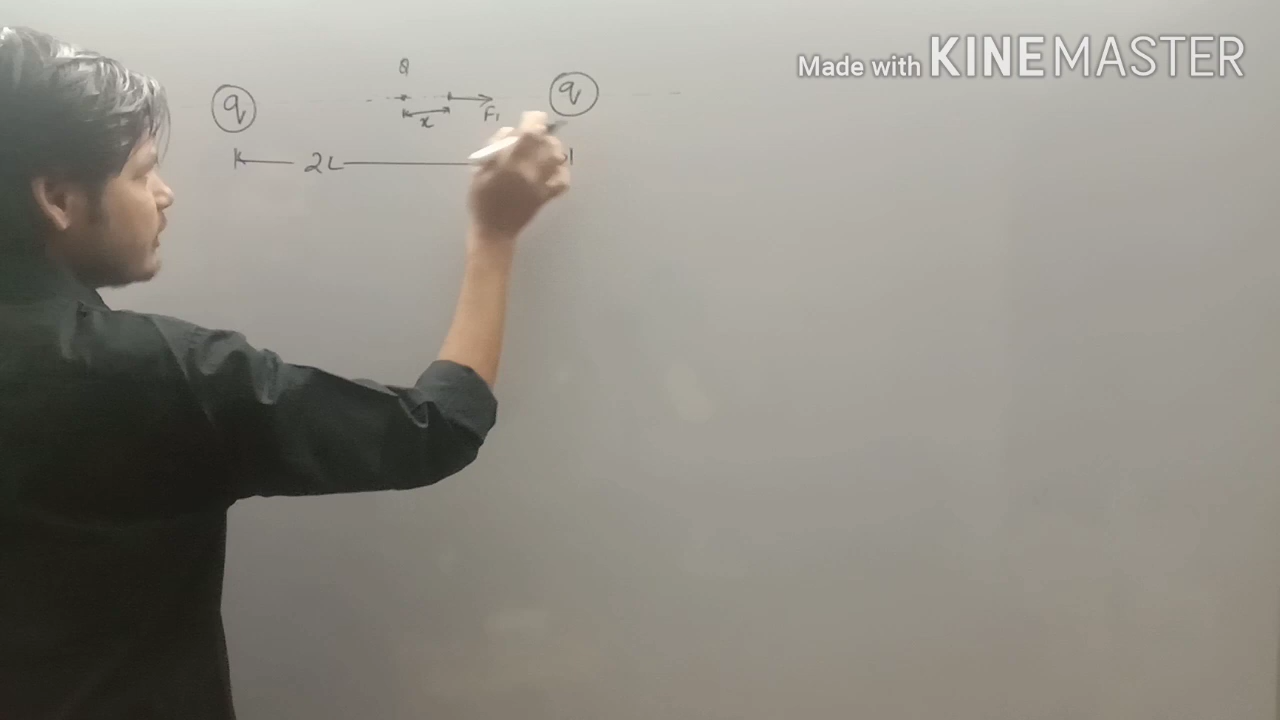 Made with KINEMASTER
Q
q q
x F₁
2L